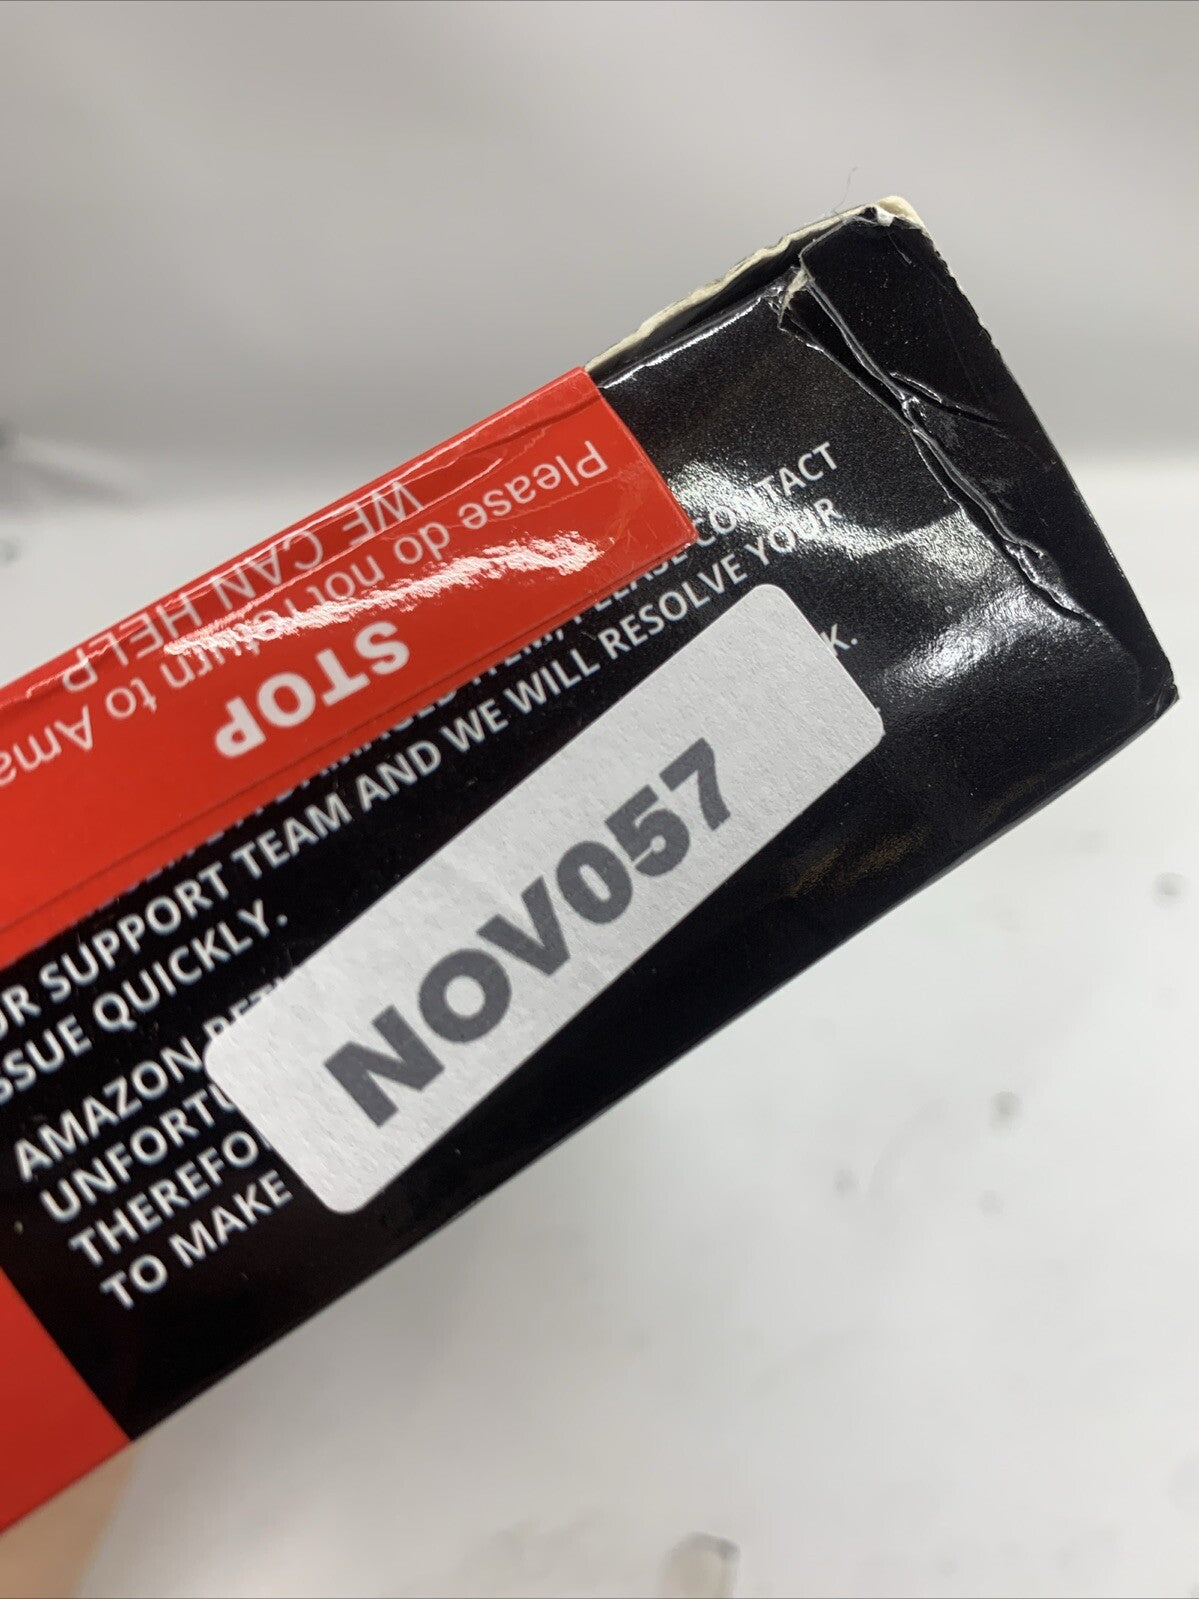 STOP
WE CAN HELP
Please do not return to Ama
PLEASE CONTACT
OUR SUPPORT TEAM AND WE WILL RESOLVE YOUR
ISSUE QUICKLY.
AMAZON
UNFORTU
THEREFO
TO MAKE
K.
NOV057